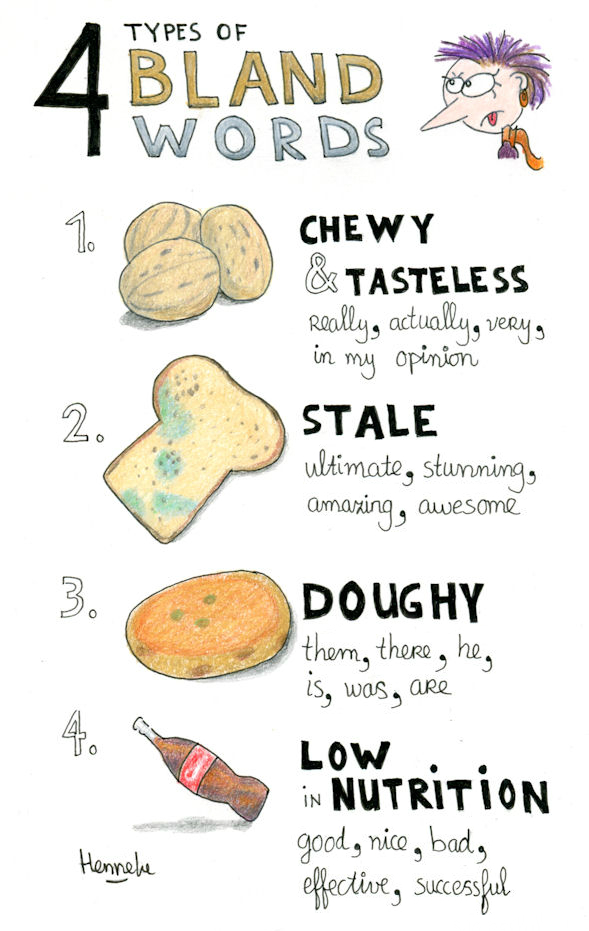 4 TYPES OF
BLAND
WORDS
1.
CHEWY
& TASTELESS
really, actually, very,
in my opinion
2.
STALE
ultimate, stunning,
amazing, awesome
3.
DOUGHY
them, there, he,
is, was, are
4.
LOW
IN NUTRITION
good, nice, bad,
effective, successful
Henneke